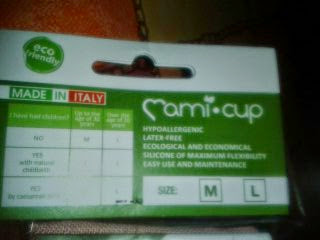 eco
friendly
MADE IN ITALY
Mami•cup
I have had children?
Up to the age of 30 years
Over the age of
years
NO
M
L
YES
with natural
childbirth
L
YES
by caesarian
L
HYPOALLERGENIC
LATEX-FREE
ECOLOGICAL AND ECONOMICAL
SILICONE OF MAXIMUM FLEXIBILITY
EASY USE AND MAINTENANCE
SIZE: M L